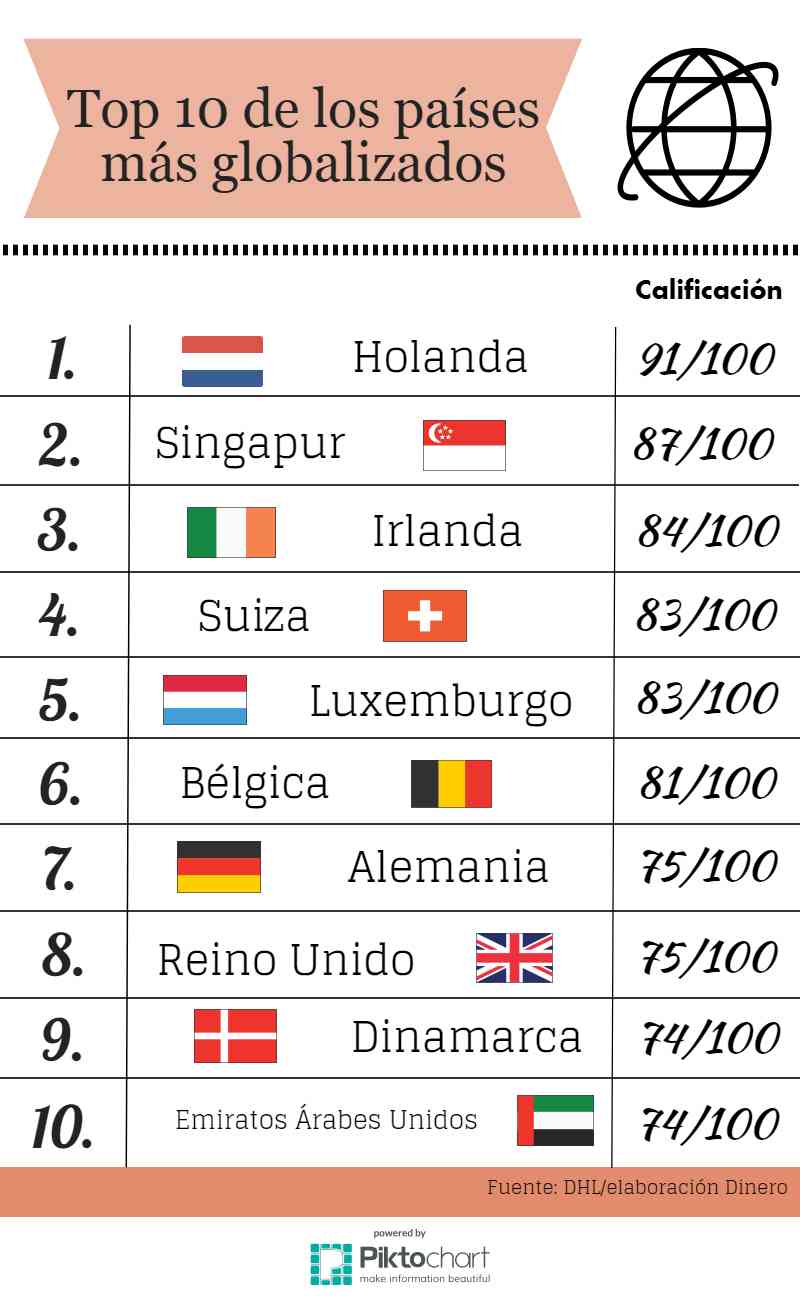 Top 10 de los países
más globalizados
Calificación
1. Holanda 91/100
2. Singapur 87/100
3. Irlanda 84/100
4. Suiza 83/100
5. Luxemburgo 83/100
6. Bélgica 81/100
7. Alemania 75/100
8. Reino Unido 75/100
9. Dinamarca 74/100
10. Emiratos Árabes Unidos 74/100
Fuente: DHL/elaboración Dinero
powered by
Piktochart
make information beautiful